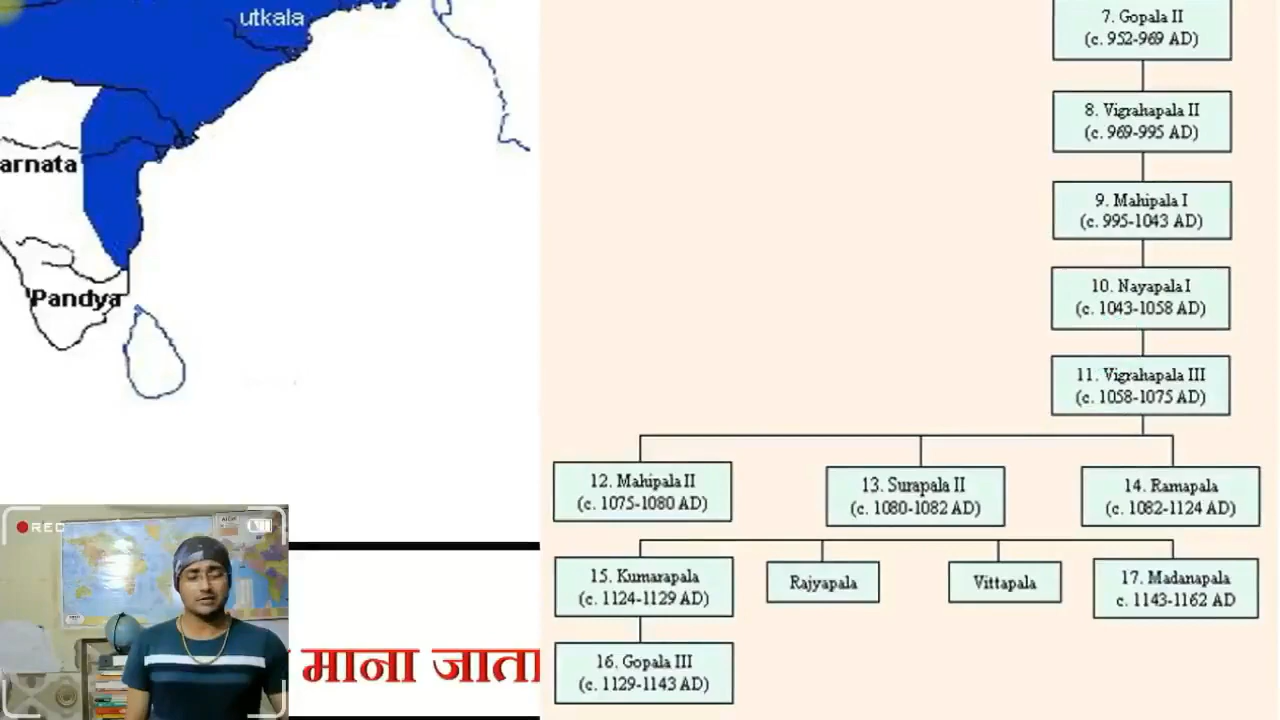 utkala
arnata
Pandya
REC
माना जाता
7. Gopala II
(c. 952-969 AD)
8. Vigrahapala II
(c. 969-995 AD)
9. Mahipala I
(c. 995-1043 AD)
10. Nayapala I
(c. 1043-1058 AD)
11. Vigrahapala III
(c. 1058-1075 AD)
12. Mahipala II
(c. 1075-1080 AD)
13. Surapala II
(c. 1080-1082 AD)
14. Ramapala
(c. 1082-1124 AD)
15. Kumarapala
(c. 1124-1129 AD)
Rajyapala
Vittapala
17. Madanapala
c. 1143-1162 AD
16. Gopala III
(c. 1129-1143 AD)